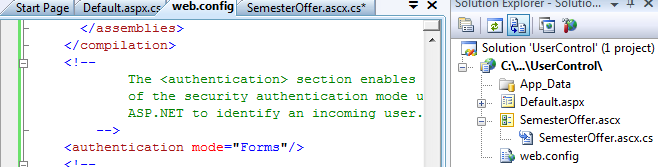 Start Page
Default.aspx.cs
web.config
SemesterOffer.ascx.cs*
</assemblies>
</compilation>
<!--
The <authentication> section enables
of the security authentication mode u
ASP.NET to identify an incoming user.
-->
<authentication mode="Forms"/>
<!--
Solution Explorer - Solution
Solution 'UserControl' (1 project)
C:\...\UserControl\
App_Data
Default.aspx
SemesterOffer.ascx
SemesterOffer.ascx.cs
web.config